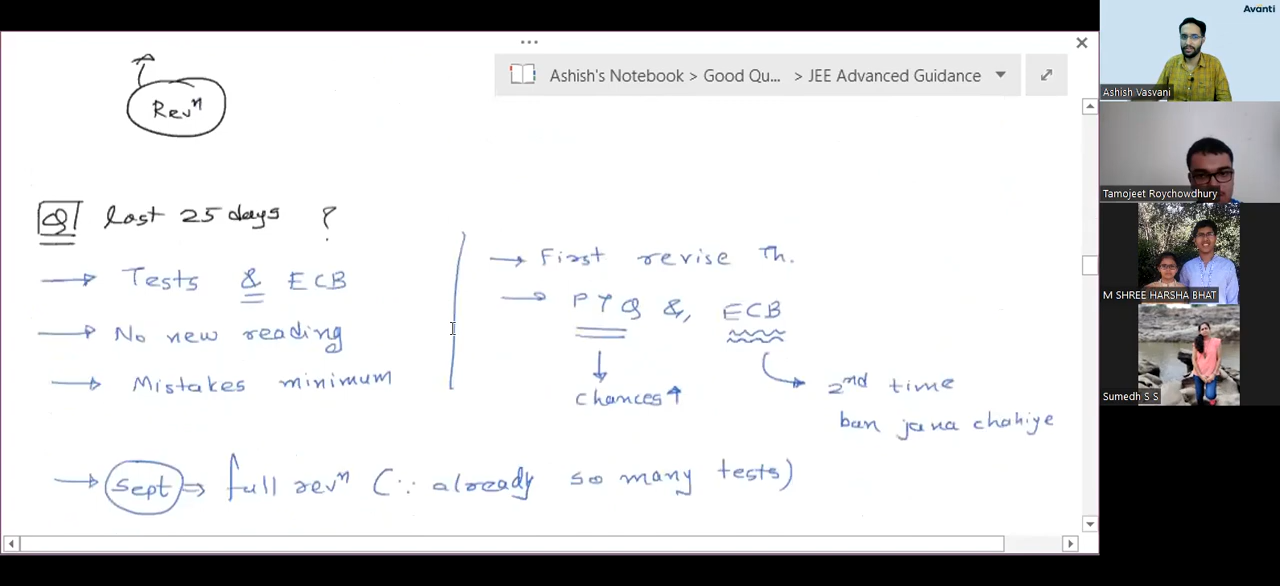 Avanti
...
Ashish's Notebook > Good Qu... > JEE Advanced Guidance
Ashish Vasvani
Revⁿ
Tamojeet Roychowdhury
Q last 25 days ?
→ Tests & ECB
→ No new reading
→ Mistakes minimum
→ First revise Th.
→ PYQ &, ECB
chances↑
2nd time
ban jana chahiye
→ Sept ⇒ full revⁿ (∵ already so many tests)
M SHREE HARSHA BHAT
Sumedh S S